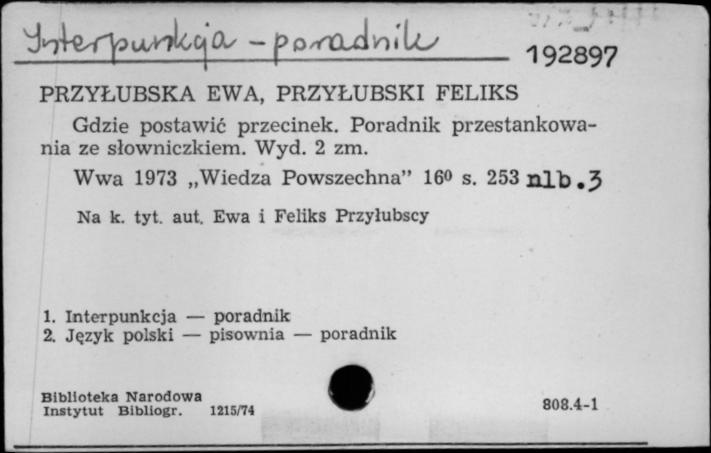 Interpunkcja - poradnik
192897
PRZYŁUBSKA EWA, PRZYŁUBSKI FELIKS
Gdzie postawić przecinek. Poradnik przestankowa-
nia ze słowniczkiem. Wyd. 2 zm.
Wwa 1973 „Wiedza Powszechna” 16⁰ s. 253 nlb.3
Na k. tyt. aut. Ewa i Feliks Przyłubscy
1. Interpunkcja — poradnik
2. Język polski — pisownia — poradnik
Biblioteka Narodowa
Instytut Bibliogr. 1215/74
808.4-1